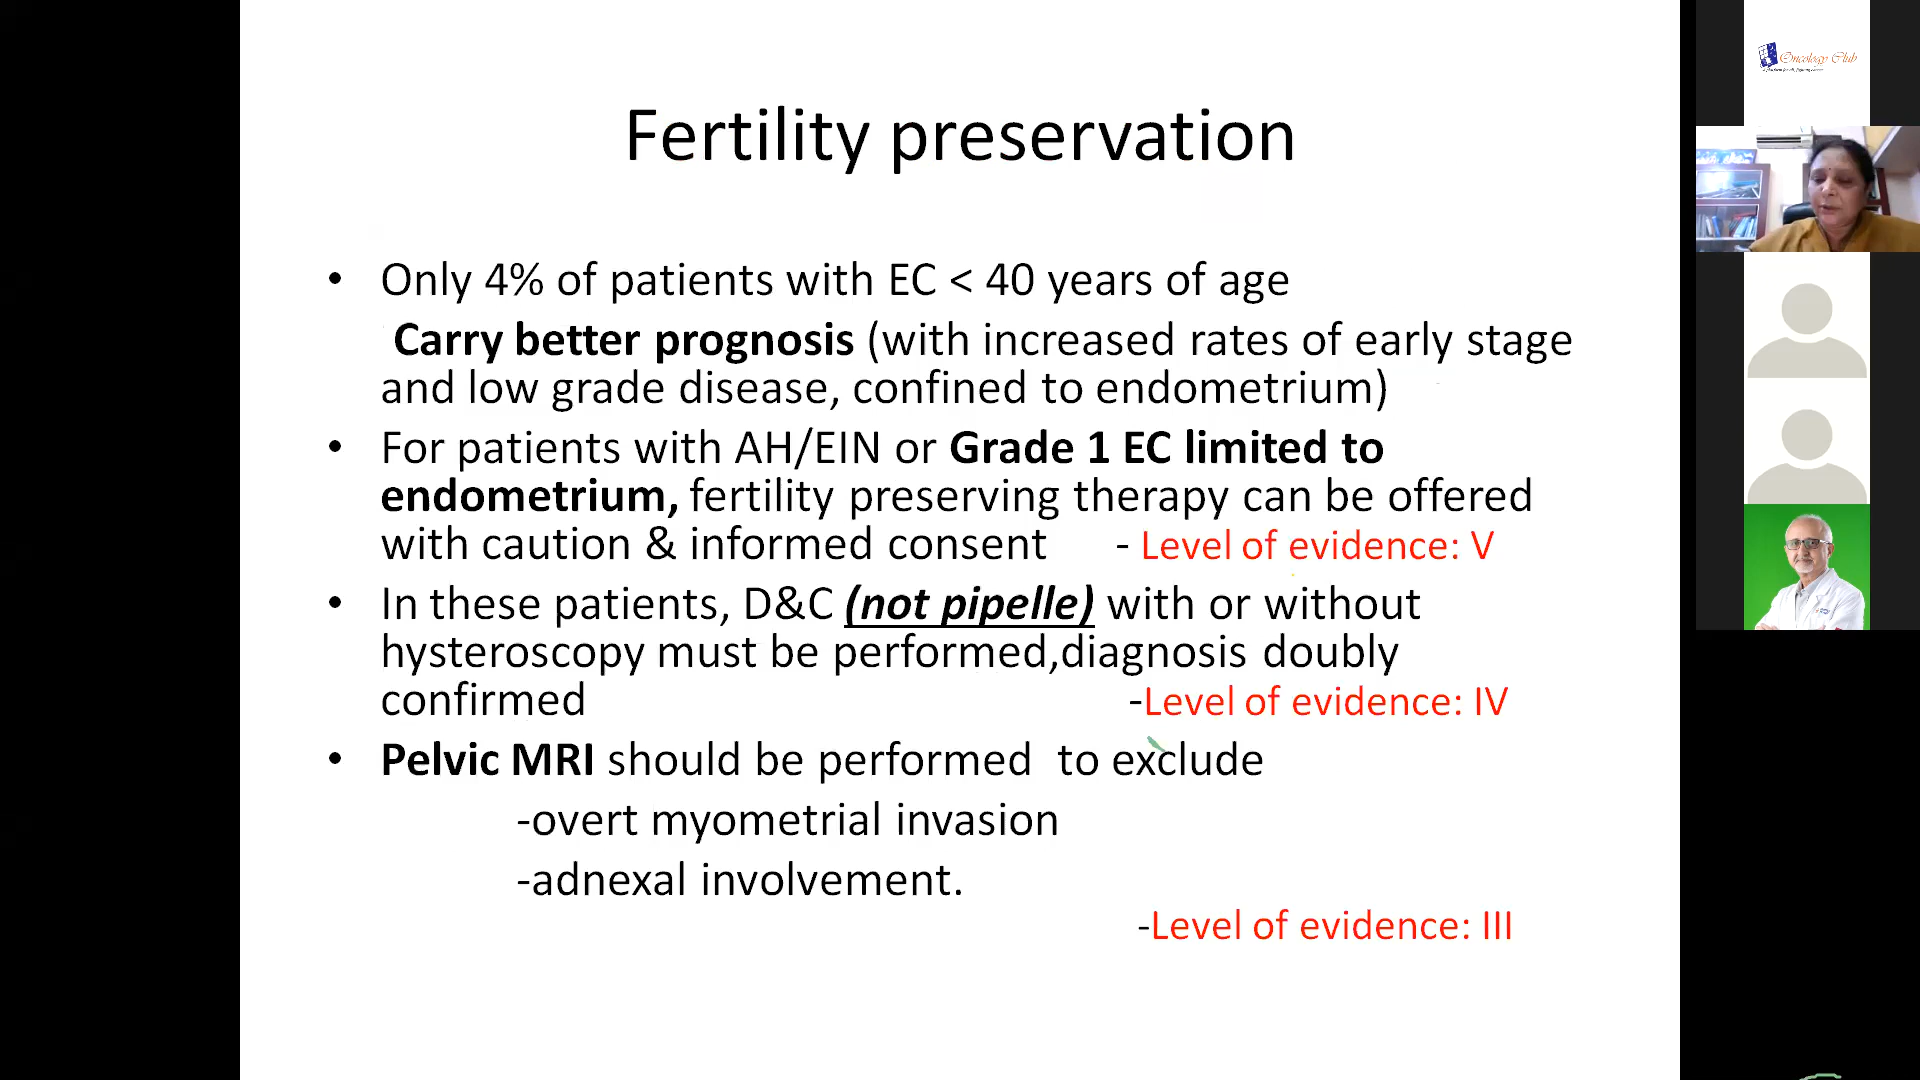 Fertility preservation
• Only 4% of patients with EC < 40 years of age
Carry better prognosis (with increased rates of early stage
and low grade disease, confined to endometrium)
• For patients with AH/EIN or Grade 1 EC limited to
endometrium, fertility preserving therapy can be offered
with caution & informed consent - Level of evidence: V
• In these patients, D&C (not pipelle) with or without
hysteroscopy must be performed,diagnosis doubly
confirmed -Level of evidence: IV
• Pelvic MRI should be performed to exclude
-overt myometrial invasion
-adnexal involvement.
-Level of evidence: III
Oncology Club